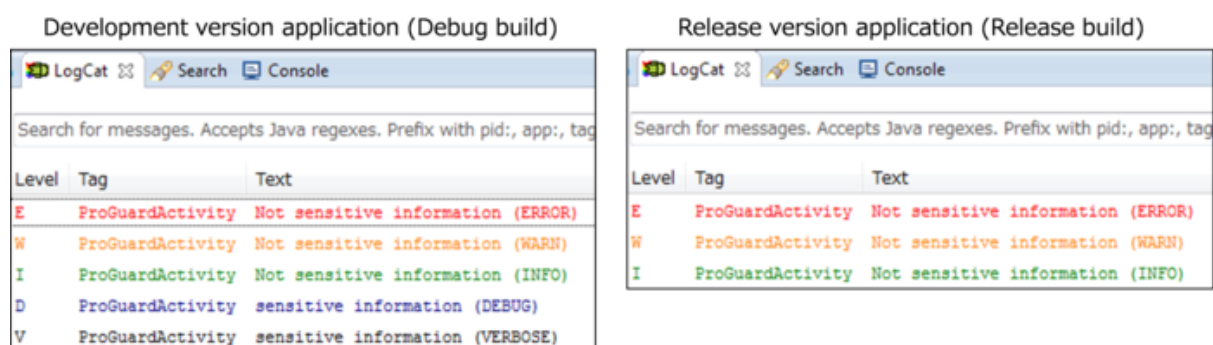 Development version application (Debug build)
LogCat Search Console
Search for messages. Accepts Java regexes. Prefix with pid:, app:, tag
Level Tag Text
E ProGuardActivity Not sensitive information (ERROR)
W ProGuardActivity Not sensitive information (WARN)
I ProGuardActivity Not sensitive information (INFO)
D ProGuardActivity sensitive information (DEBUG)
V ProGuardActivity sensitive information (VERBOSE)
Release version application (Release build)
LogCat Search Console
Search for messages. Accepts Java regexes. Prefix with pid:, app:, tag
Level Tag Text
E ProGuardActivity Not sensitive information (ERROR)
W ProGuardActivity Not sensitive information (WARN)
I ProGuardActivity Not sensitive information (INFO)